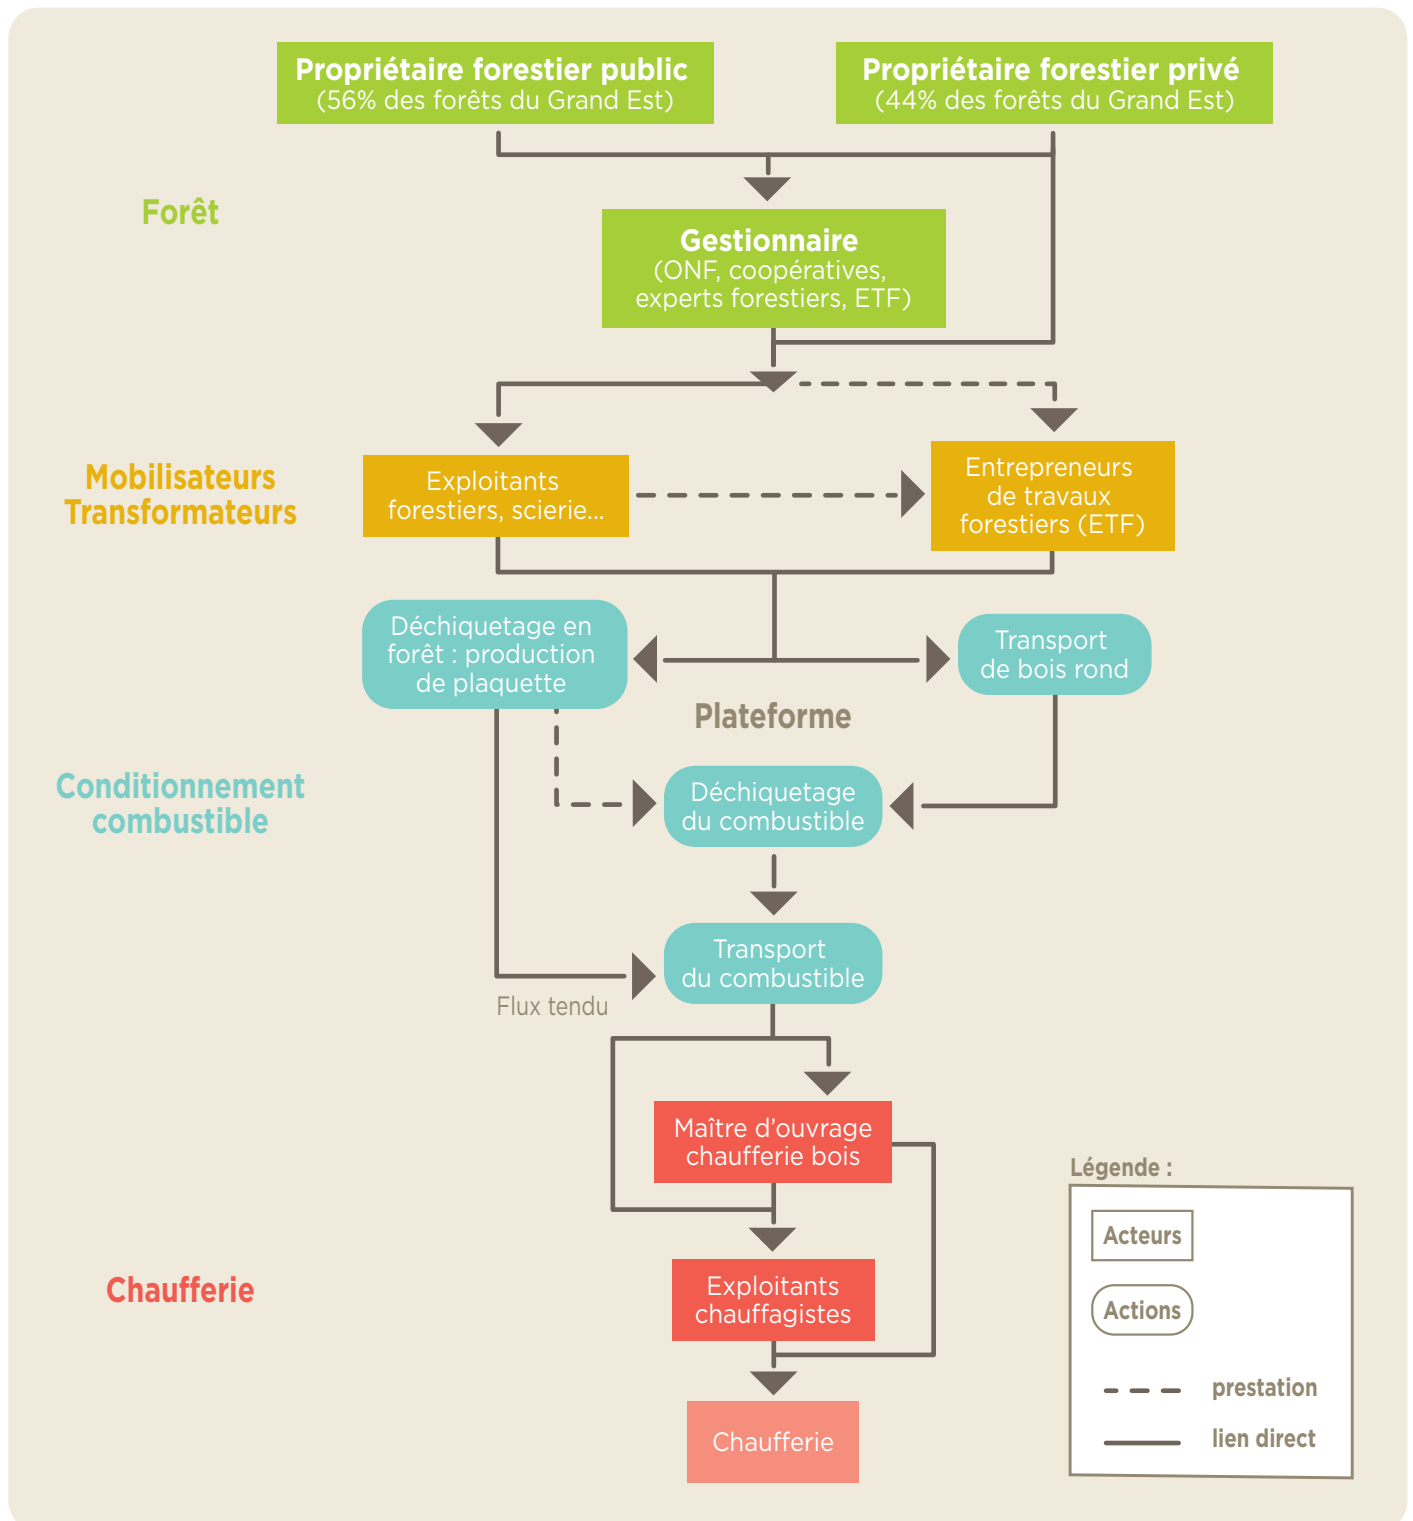 Propriétaire forestier public
(56% des forêts du Grand Est)
Propriétaire forestier privé
(44% des forêts du Grand Est)
Forêt
Gestionnaire
(ONF, coopératives,
experts forestiers, ETF)
Mobilisateurs
Transformateurs
Exploitants
forestiers, scierie...
Entrepreneurs
de travaux
forestiers (ETF)
Déchiquetage en
forêt : production
de plaquette
Transport
de bois rond
Plateforme
Conditionnement
combustible
Déchiquetage
du combustible
Transport
du combustible
Flux tendu
Maître d’ouvrage
chaufferie bois
Chaufferie
Exploitants
chauffagistes
Chaufferie
Légende :
Acteurs
Actions
prestation
lien direct